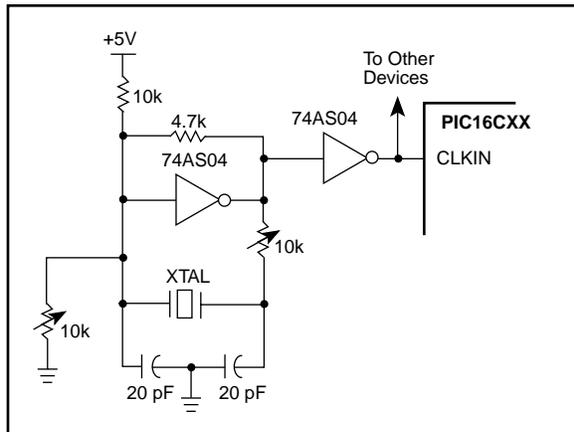 +5V
10k
4.7k
74AS04
74AS04
To Other
Devices
PIC16CXX
CLKIN
10k
XTAL
10k
20 pF
20 pF